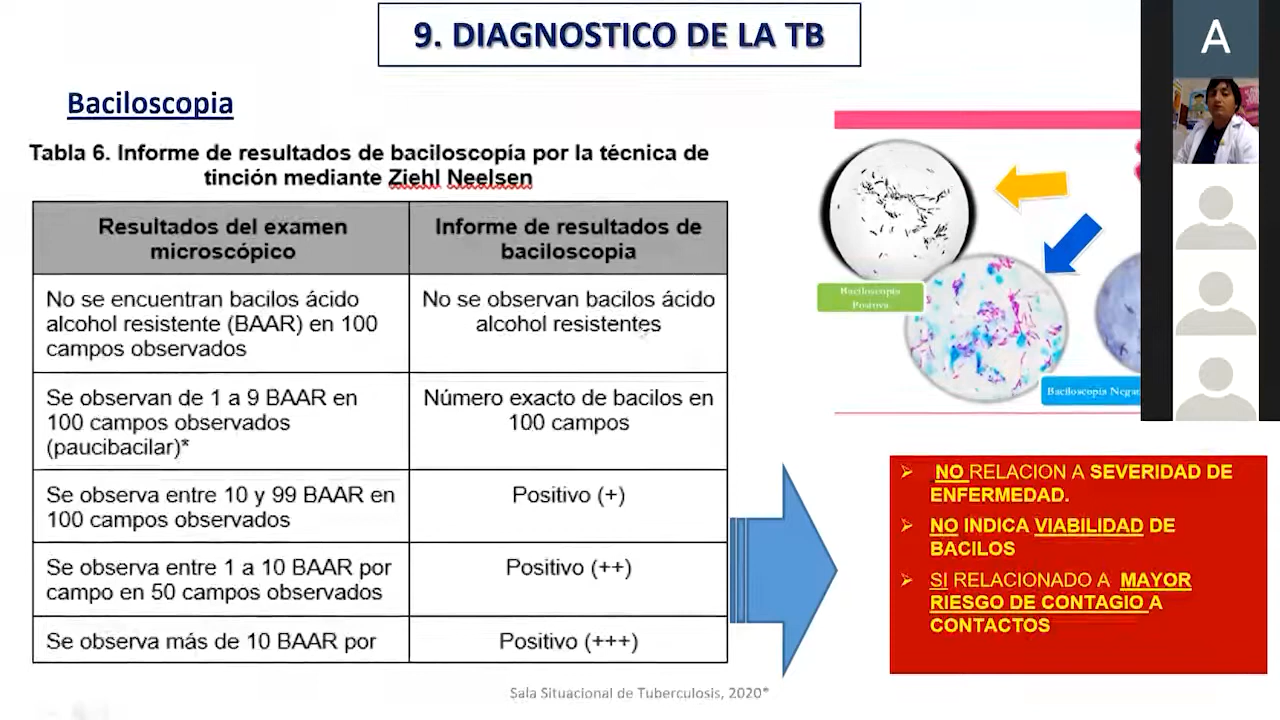 9. DIAGNOSTICO DE LA TB
A
Baciloscopia
Tabla 6. Informe de resultados de baciloscopía por la técnica de
tinción mediante Ziehl Neelsen
Resultados del examen
microscópico
Informe de resultados de
baciloscopia
No se encuentran bacilos ácido
alcohol resistente (BAAR) en 100
campos observados
No se observan bacilos ácido
alcohol resistentes
Se observan de 1 a 9 BAAR en
100 campos observados
(paucibacilar)*
Número exacto de bacilos en
100 campos
Se observa entre 10 y 99 BAAR en
100 campos observados
Positivo (+)
Se observa entre 1 a 10 BAAR por
campo en 50 campos observados
Positivo (++)
Se observa más de 10 BAAR por
Positivo (+++)
Baciloscopia
Positiva
Baciloscopia Negat
➢ NO RELACION A SEVERIDAD DE
ENFERMEDAD.
➢ NO INDICA VIABILIDAD DE
BACILOS
➢ SI RELACIONADO A MAYOR
RIESGO DE CONTAGIO A
CONTACTOS
Sala Situacional de Tuberculosis, 2020*